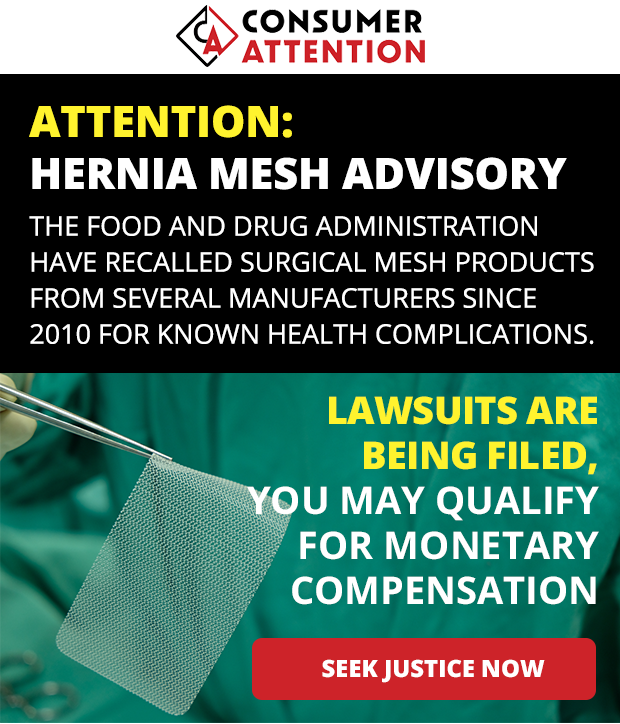 CA
CONSUMER
ATTENTION
ATTENTION:
HERNIA MESH ADVISORY
THE FOOD AND DRUG ADMINISTRATION
HAVE RECALLED SURGICAL MESH PRODUCTS
FROM SEVERAL MANUFACTURERS SINCE
2010 FOR KNOWN HEALTH COMPLICATIONS.
LAWSUITS ARE
BEING FILED,
YOU MAY QUALIFY
FOR MONETARY
COMPENSATION
SEEK JUSTICE NOW